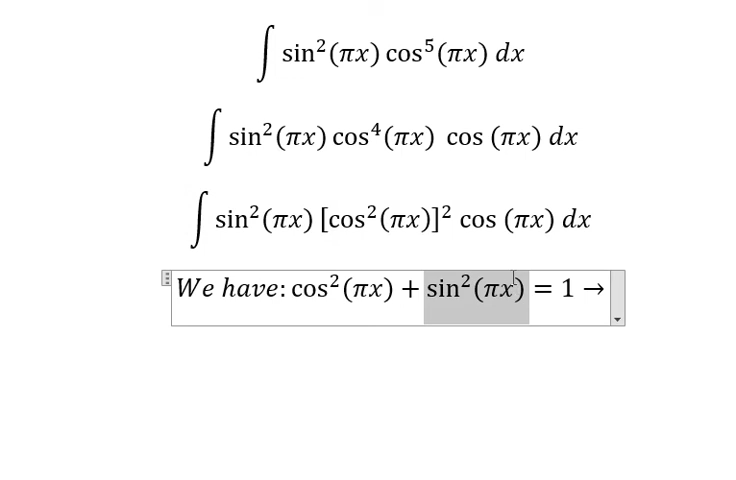 ∫ sin²(πx) cos⁵(πx) dx
∫ sin²(πx) cos⁴(πx) cos (πx) dx
∫ sin²(πx) [cos²(πx)]² cos (πx) dx
We have: cos²(πx) + sin²(πx) = 1 →